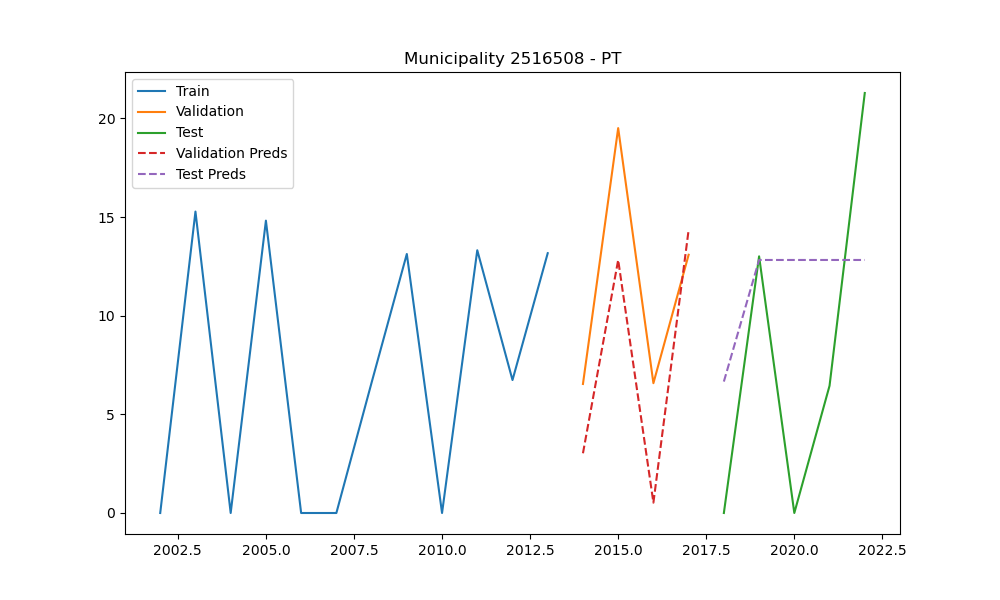 Municipality 2516508 - PT
Train
Validation
Test
Validation Preds
Test Preds
20
15
10
5
0
2002.5 2005.0 2007.5 2010.0 2012.5 2015.0 2017.5 2020.0 2022.5